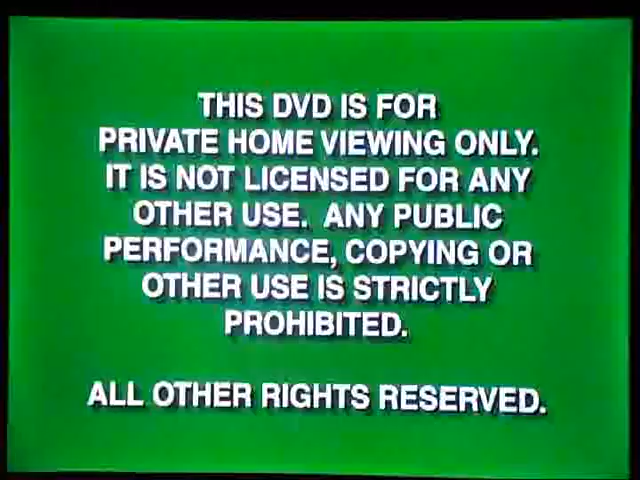 THIS DVD IS FOR
PRIVATE HOME VIEWING ONLY.
IT IS NOT LICENSED FOR ANY
OTHER USE.  ANY PUBLIC
PERFORMANCE, COPYING OR
OTHER USE IS STRICTLY
PROHIBITED.
ALL OTHER RIGHTS RESERVED.